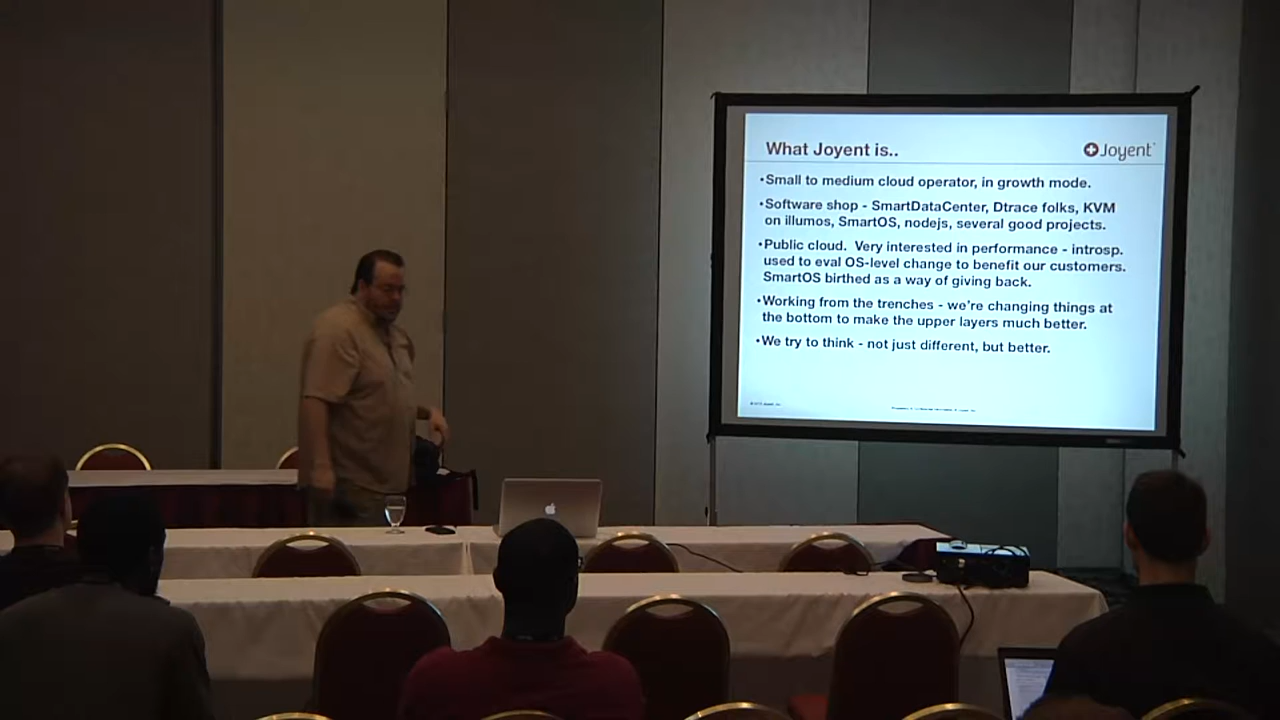 What Joyent is..
Joyent
•Small to medium cloud operator, in growth mode.
•Software shop - SmartDataCenter, Dtrace folks, KVM
on illumos, SmartOS, nodejs, several good projects.
•Public cloud. Very interested in performance - introsp.
used to eval OS-level change to benefit our customers.
SmartOS birthed as a way of giving back.
•Working from the trenches - we're changing things at
the bottom to make the upper layers much better.
•We try to think - not just different, but better.